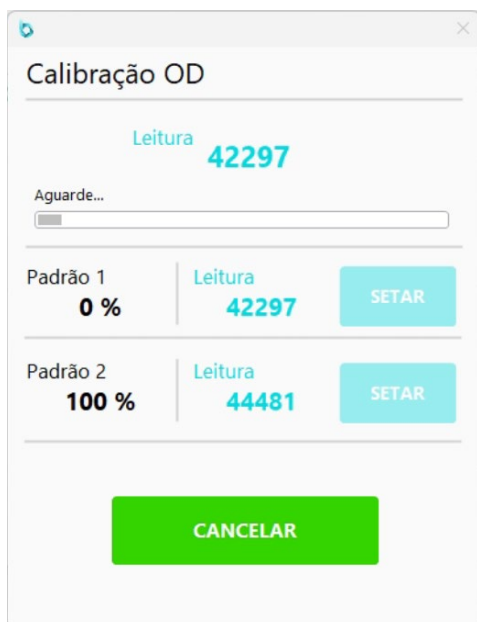 Calibração OD
Leitura 42297
Aguarde...
Padrão 1 Leitura
0 % 42297 SETAR
Padrão 2 Leitura
100 % 44481 SETAR
CANCELAR